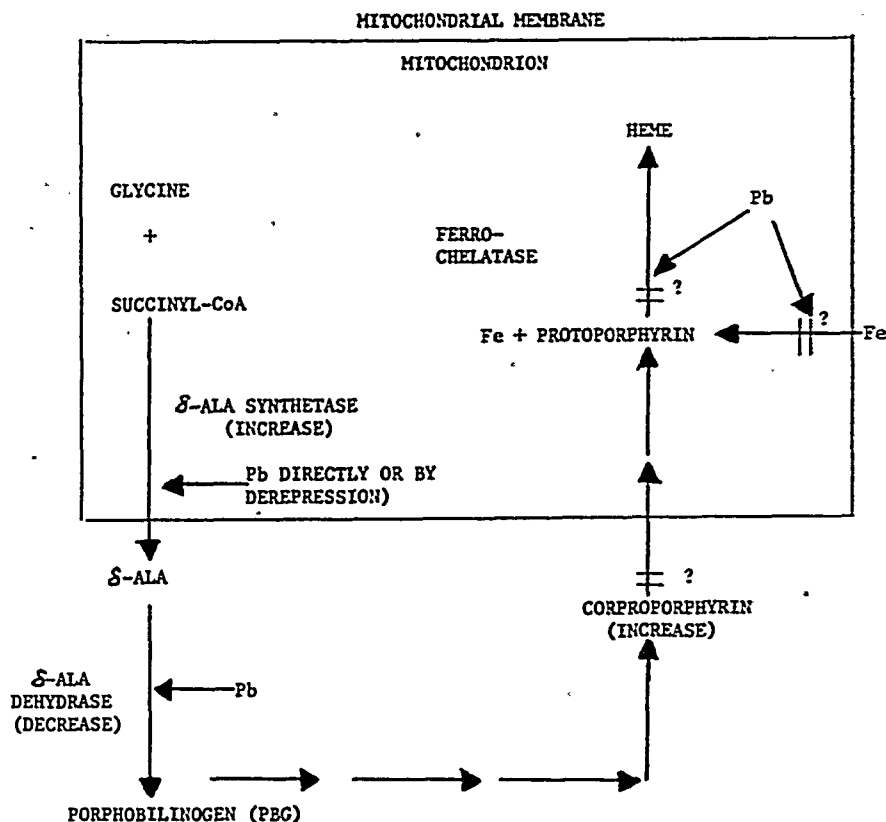 MITOCHONDRIAL MEMBRANE
MITOCHONDRION
HEME
GLYCINE
Pb
+
FERRO-
CHELATASE
?
SUCCINYL-CoA
?
Fe + PROTOPORPHYRIN
Fe
δ-ALA SYNTHETASE
(INCREASE)
Pb DIRECTLY OR BY
DEREPRESSION)
δ-ALA
?
CORPROPORPHYRIN
(INCREASE)
δ-ALA
DEHYDRASE
(DECREASE)
Pb
PORPHOBILINOGEN (PBG)